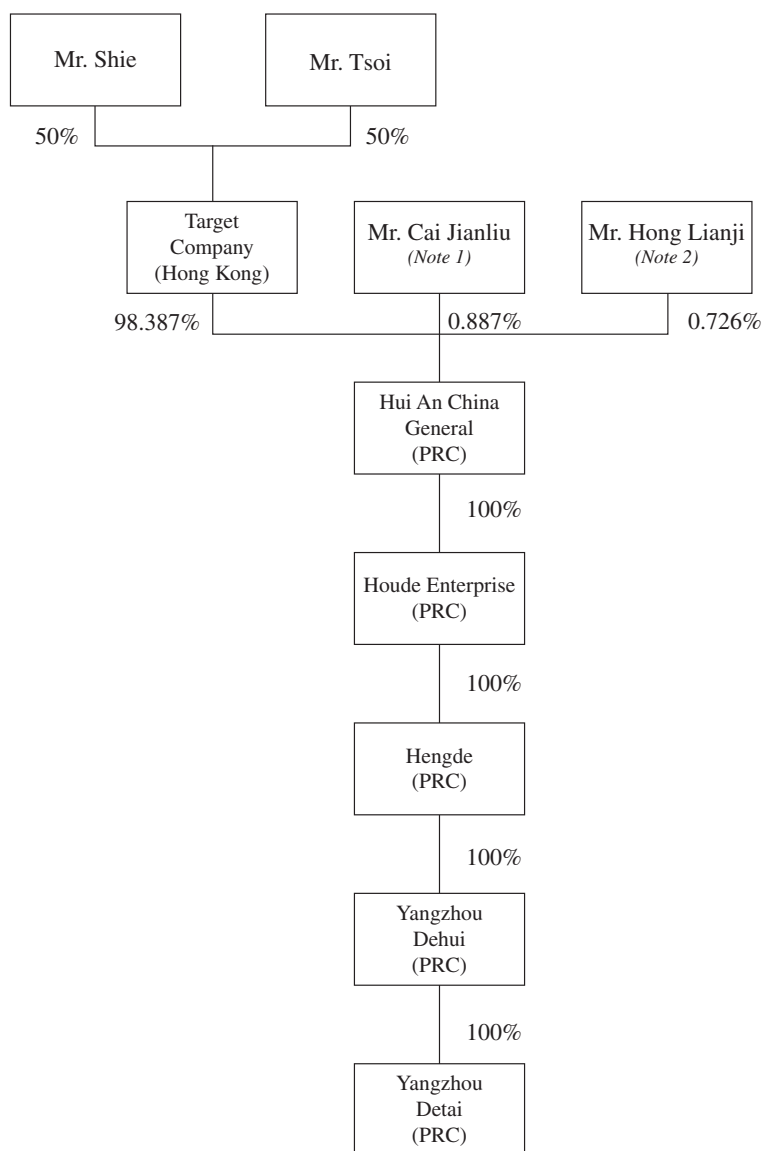 Mr. Shie
Mr. Tsoi
50%
50%
Target
Company
(Hong Kong)
Mr. Cai Jianliu
(Note 1)
Mr. Hong Lianji
(Note 2)
98.387%
0.887%
0.726%
Hui An China
General
(PRC)
100%
Houde Enterprise
(PRC)
100%
Hengde
(PRC)
100%
Yangzhou
Dehui
(PRC)
100%
Yangzhou
Detai
(PRC)